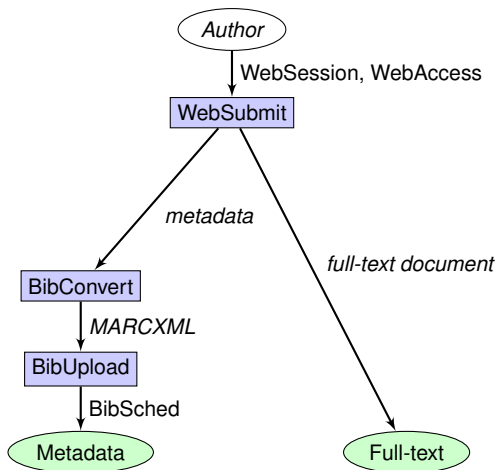 Author
WebSession, WebAccess
WebSubmit
metadata
full-text document
BibConvert
MARCXML
BibUpload
BibSched
Metadata
Full-text